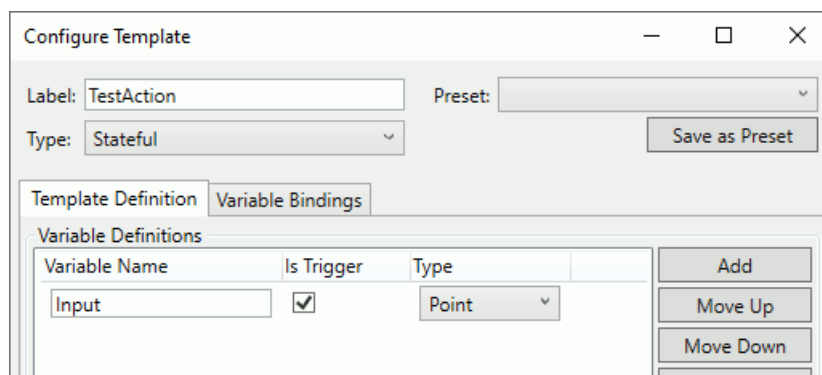 Configure Template
Label: TestAction Preset:
Type: Stateful Save as Preset
Template Definition Variable Bindings
Variable Definitions
Variable Name Is Trigger Type Add
Input Point Move Up
Move Down